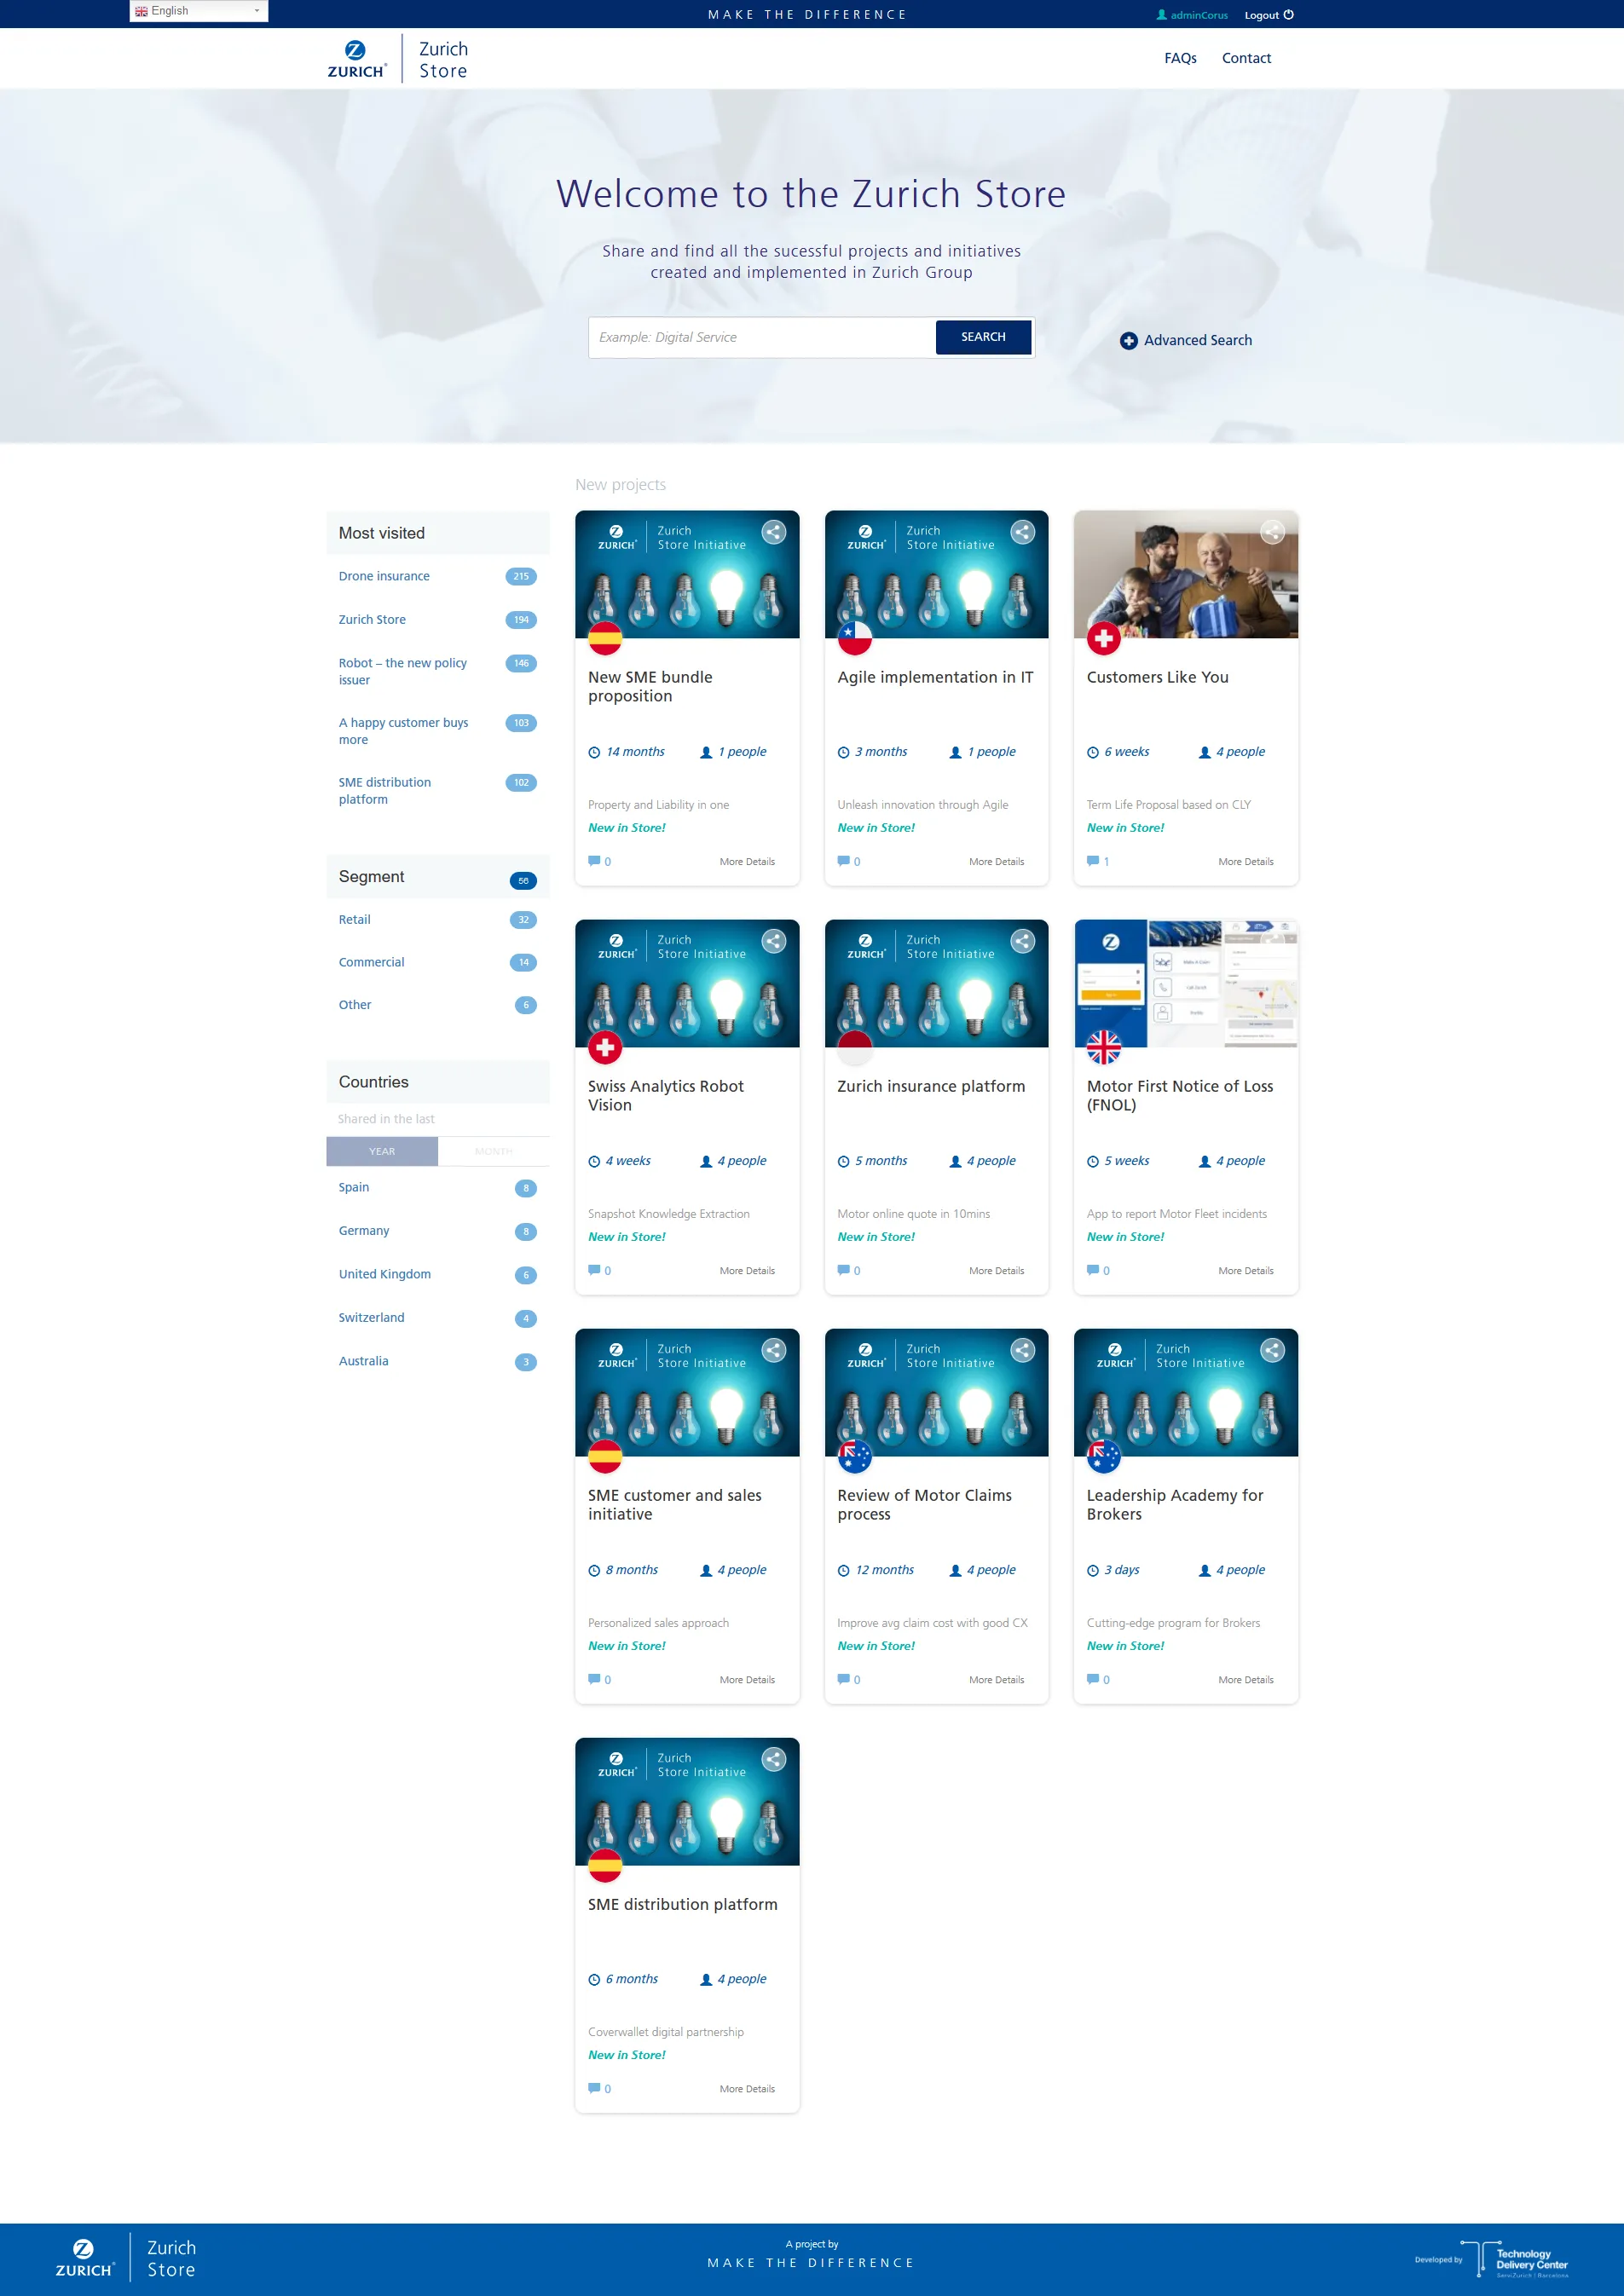 English
MAKE THE DIFFERENCE
adminCorus
Logout
ZURICH
Zurich
Store
FAQs
Contact
Welcome to the Zurich Store
Share and find all the sucessful projects and initiatives
created and implemented in Zurich Group
Example: Digital Service
SEARCH
Advanced Search
New projects
Most visited
Drone insurance 215
Zurich Store 194
Robot – the new policy 146
issuer
A happy customer buys 103
more
SME distribution 102
platform
Segment 56
Retail 32
Commercial 14
Other 6
Countries
Shared in the last
YEAR MONTH
Spain 8
Germany 8
United Kingdom 6
Switzerland 4
Australia 3
ZURICH
Zurich
Store Initiative
New SME bundle
proposition
14 months 1 people
Property and Liability in one
New in Store!
0 More Details
ZURICH
Zurich
Store Initiative
Agile implementation in IT
3 months 1 people
Unleash innovation through Agile
New in Store!
0 More Details
Customers Like You
6 weeks 4 people
Term Life Proposal based on CLY
New in Store!
1 More Details
ZURICH
Zurich
Store Initiative
Swiss Analytics Robot
Vision
4 weeks 4 people
Snapshot Knowledge Extraction
New in Store!
0 More Details
ZURICH
Zurich
Store Initiative
Zurich insurance platform
5 months 4 people
Motor online quote in 10mins
New in Store!
0 More Details
Make A Claim
Call Zurich
Motor First Notice of Loss
(FNOL)
5 weeks 4 people
App to report Motor Fleet incidents
New in Store!
0 More Details
ZURICH
Zurich
Store Initiative
SME customer and sales
initiative
8 months 4 people
Personalized sales approach
New in Store!
0 More Details
ZURICH
Zurich
Store Initiative
Review of Motor Claims
process
12 months 4 people
Improve avg claim cost with good CX
New in Store!
0 More Details
ZURICH
Zurich
Store Initiative
Leadership Academy for
Brokers
3 days 4 people
Cutting-edge program for Brokers
New in Store!
0 More Details
ZURICH
Zurich
Store Initiative
SME distribution platform
6 months 4 people
Coverwallet digital partnership
New in Store!
0 More Details
ZURICH
Zurich
Store
A project by
MAKE THE DIFFERENCE
Developed by
Technology
Delivery Center
ServiZurich | Barcelona